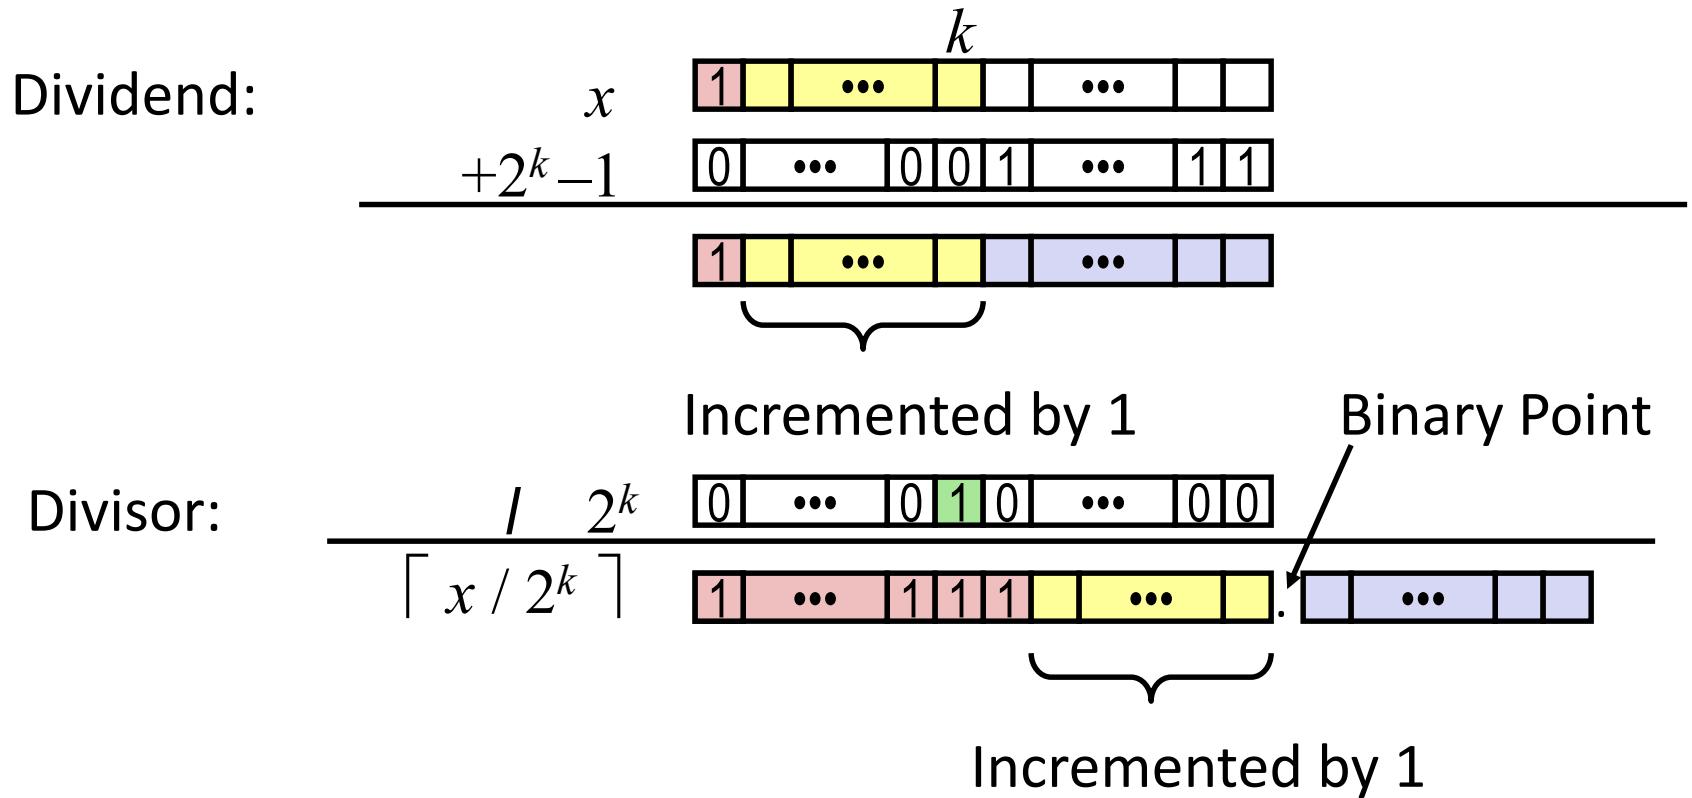 k
Dividend: x 1 ••• •••
+2^k–1 0 ••• 0 0 1 ••• 1 1
1 ••• •••
Incremented by 1 Binary Point
Divisor: / 2^k 0 ••• 0 1 0 ••• 0 0
⌈ x / 2^k ⌉ 1 ••• 1 1 1 ••• . •••
Incremented by 1